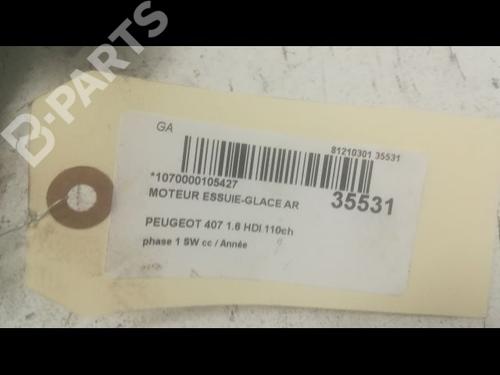 B-PARTS
GA
81210301 35531
*1070000105427
MOTEUR ESSUIE-GLACE AR
35531
PEUGEOT 407 1.6 HDI 110ch
phase 1 SW cc / Année